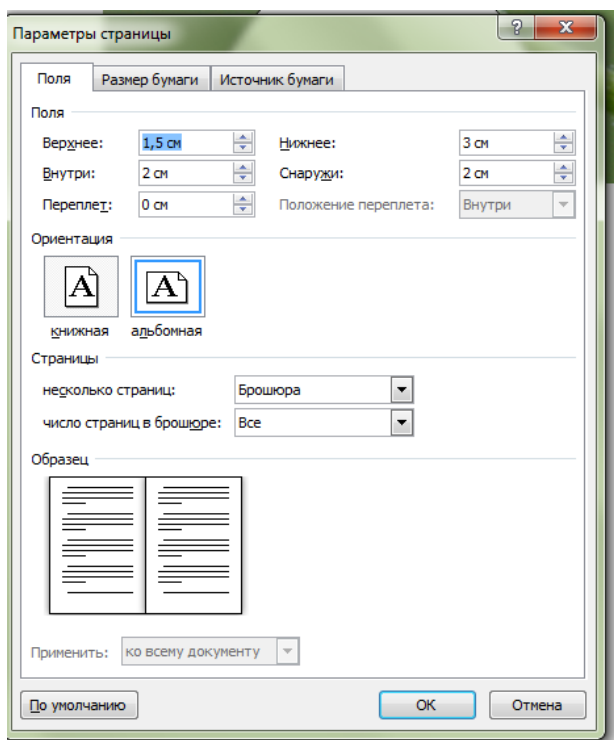 Параметры страницы
Поля Размер бумаги Источник бумаги
Поля
Верхнее: 1,5 см Нижнее: 3 см
Внутри: 2 см Снаружи: 2 см
Переплет: 0 см Положение переплета: Внутри
Ориентация
A A
книжная альбомная
Страницы
несколько страниц: Брошюра
число страниц в брошюре: Все
Образец
Применить: ко всему документу
По умолчанию ОК Отмена